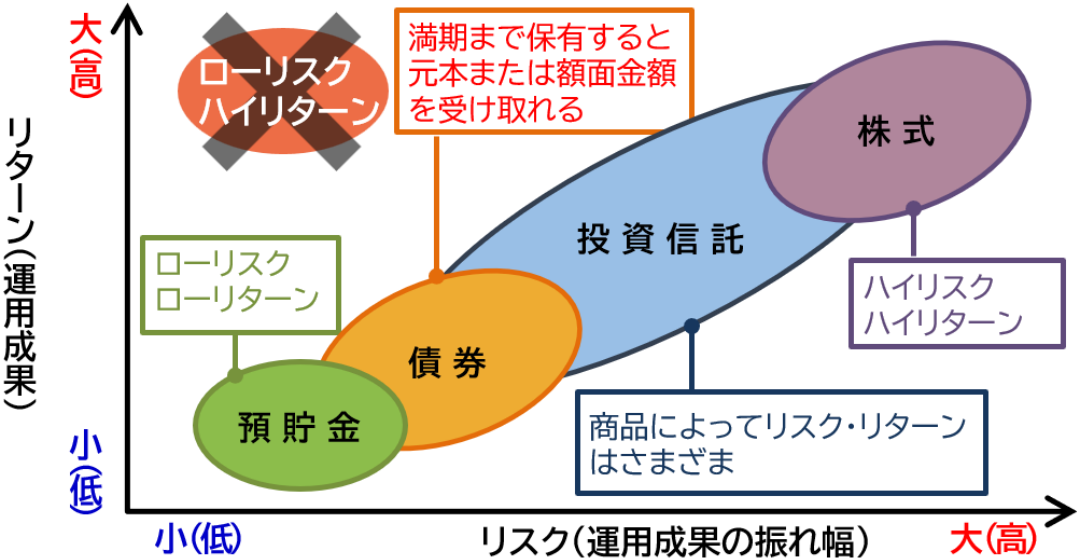 大(高)
ローリスク
ハイリターン
満期まで保有すると
元本または額面金額
を受け取れる
株式
投資信託
ローリスク
ローリターン
ハイリスク
ハイリターン
債券
預貯金
商品によってリスク・リターン
はさまざま
リターン(運用成果)
小(低)
小(低)
リスク(運用成果の振れ幅)
大(高)